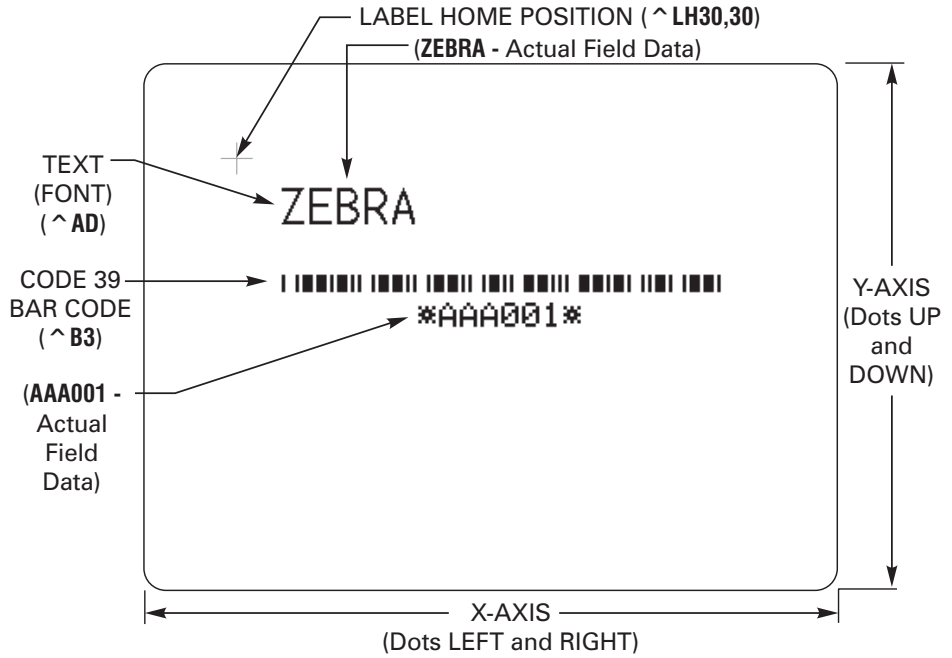 LABEL HOME POSITION (^LH30,30)
(ZEBRA - Actual Field Data)
TEXT
(FONT)
(^AD)
ZEBRA
CODE 39
BAR CODE
(^B3)
*AAA001*
(AAA001 -
Actual
Field
Data)
Y-AXIS
(Dots UP
and
DOWN)
X-AXIS
(Dots LEFT and RIGHT)